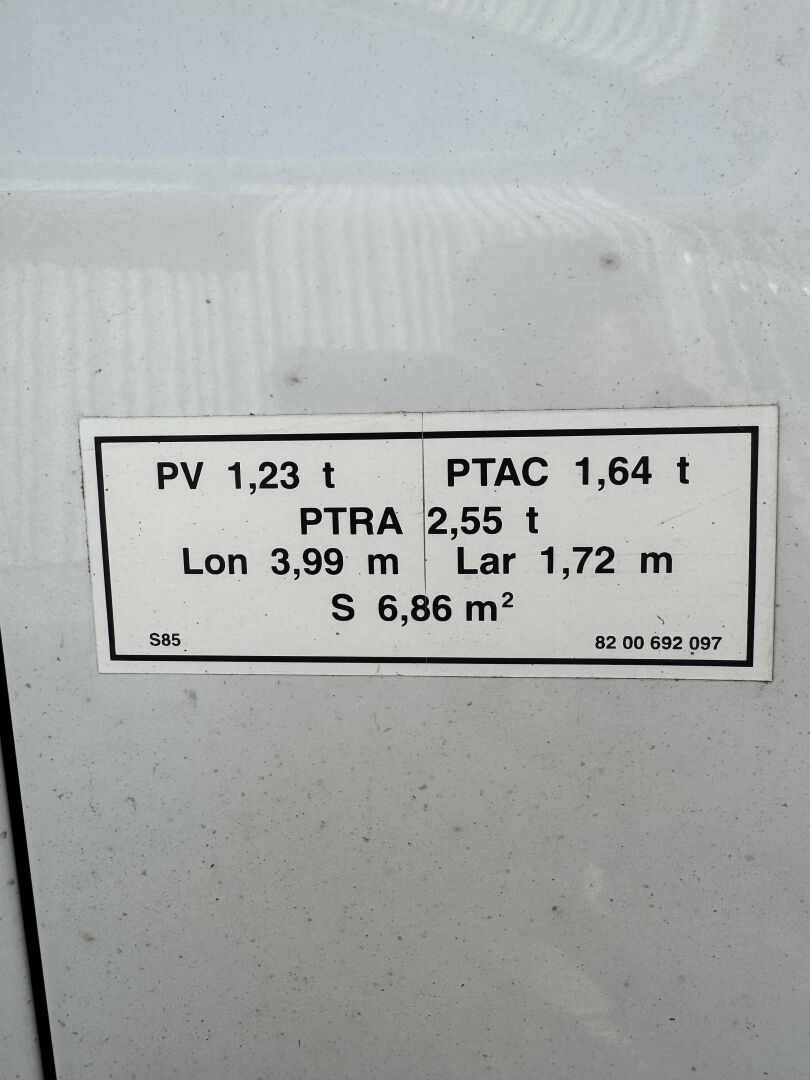 PV 1,23 t PTAC 1,64 t
PTRA 2,55 t
Lon 3,99 m Lar 1,72 m
S 6,86 m²
S85 82 00 692 097